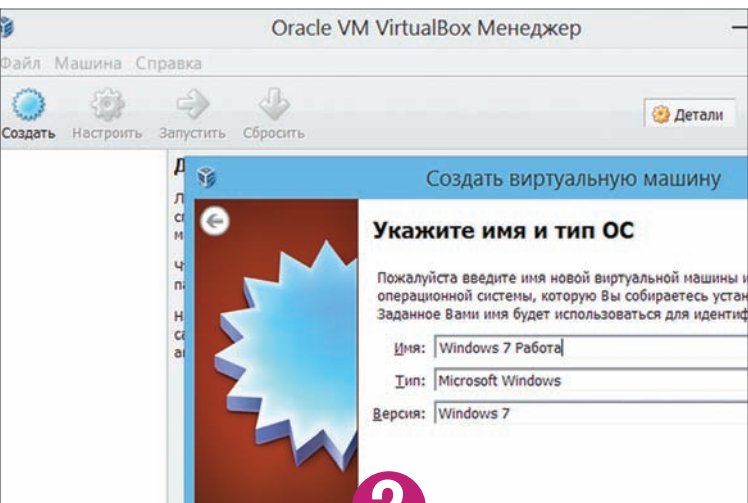 Oracle VM VirtualBox Менеджер
Файл Машина Справка
Создать Настроить Запустить Сбросить
Детали
Создать виртуальную машину
Укажите имя и тип ОС
Пожалуйста введите имя новой виртуальной машины и
операционной системы, которую Вы собираетесь
Заданное Вами имя будет использоваться для
Имя: Windows 7 Работа
Тип: Microsoft Windows
Версия: Windows 7
2